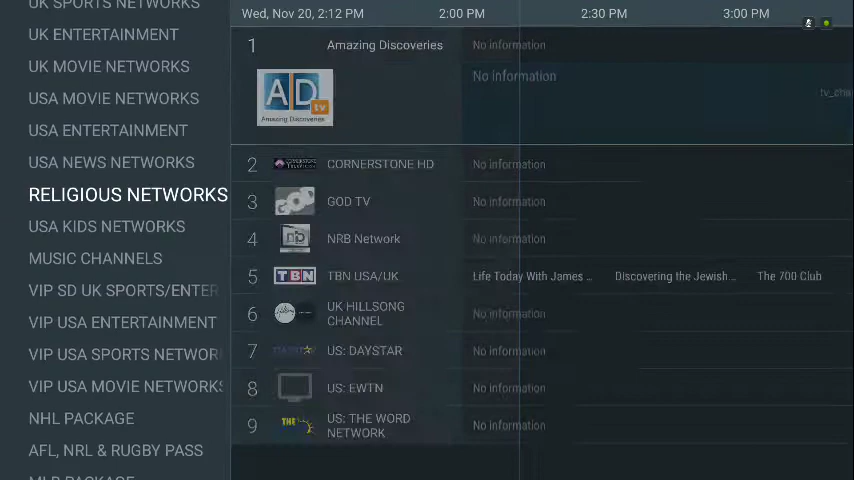 UK SPORTS NETWORKS
UK ENTERTAINMENT
UK MOVIE NETWORKS
USA MOVIE NETWORKS
USA ENTERTAINMENT
USA NEWS NETWORKS
RELIGIOUS NETWORKS
USA KIDS NETWORKS
MUSIC CHANNELS
VIP SD UK SPORTS/ENTER
VIP USA ENTERTAINMENT
VIP USA SPORTS NETWOR
VIP USA MOVIE NETWORKS
NHL PACKAGE
AFL, NRL & RUGBY PASS
MLB PACKAGE
Wed, Nov 20, 2:12 PM 2:00 PM 2:30 PM 3:00 PM
1 Amazing Discoveries No information
AD tv
Amazing Discoveries
No information
tv_cha
2 CORNERSTONE HD No information
3 GOD TV No information
4 NRB Network No information
5 TBN TBN USA/UK Life Today With James ... Discovering the Jewish... The 700 Club
6 UK HILLSONG CHANNEL No information
7 US: DAYSTAR No information
8 US: EWTN No information
9 THE US: THE WORD NETWORK No information